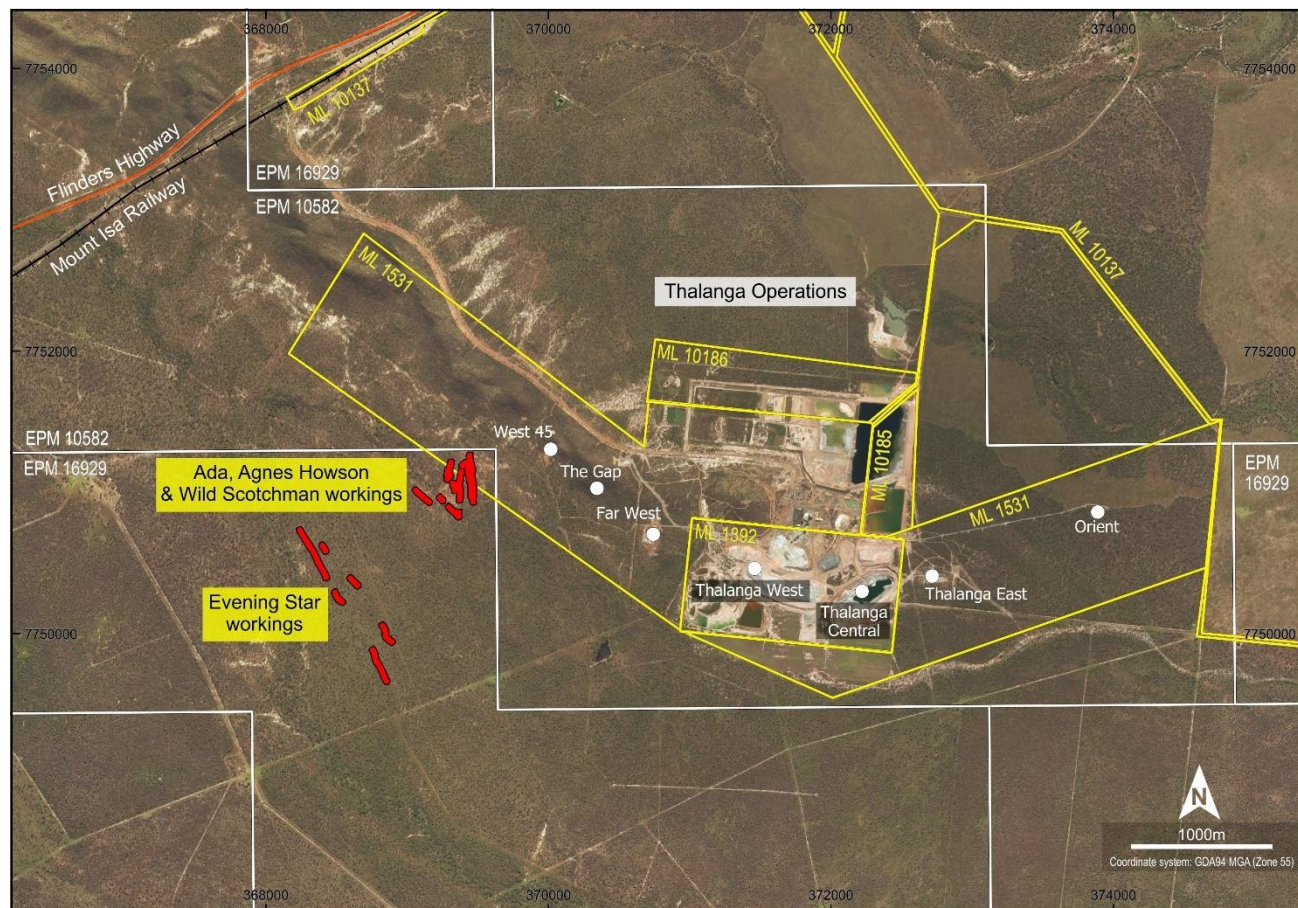 368000
370000
372000
374000
7754000
7754000
ML 10137
Flinders Highway
Mount Isa Railway
EPM 16929
EPM 10582
ML 1531
ML 10137
Thalanga Operations
7752000
7752000
ML 10186
EPM 10582
EPM 16929
West 45
ML 10185
EPM
16929
Ada, Agnes Howson
& Wild Scotchman workings
The Gap
Far West
ML 1392
ML 1531
Orient
Thalanga West
Thalanga East
Thalanga
Central
Evening Star
workings
7750000
7750000
N
1000m
Coordinate system: GDA94 MGA (Zone 55)
368000
370000
372000
374000